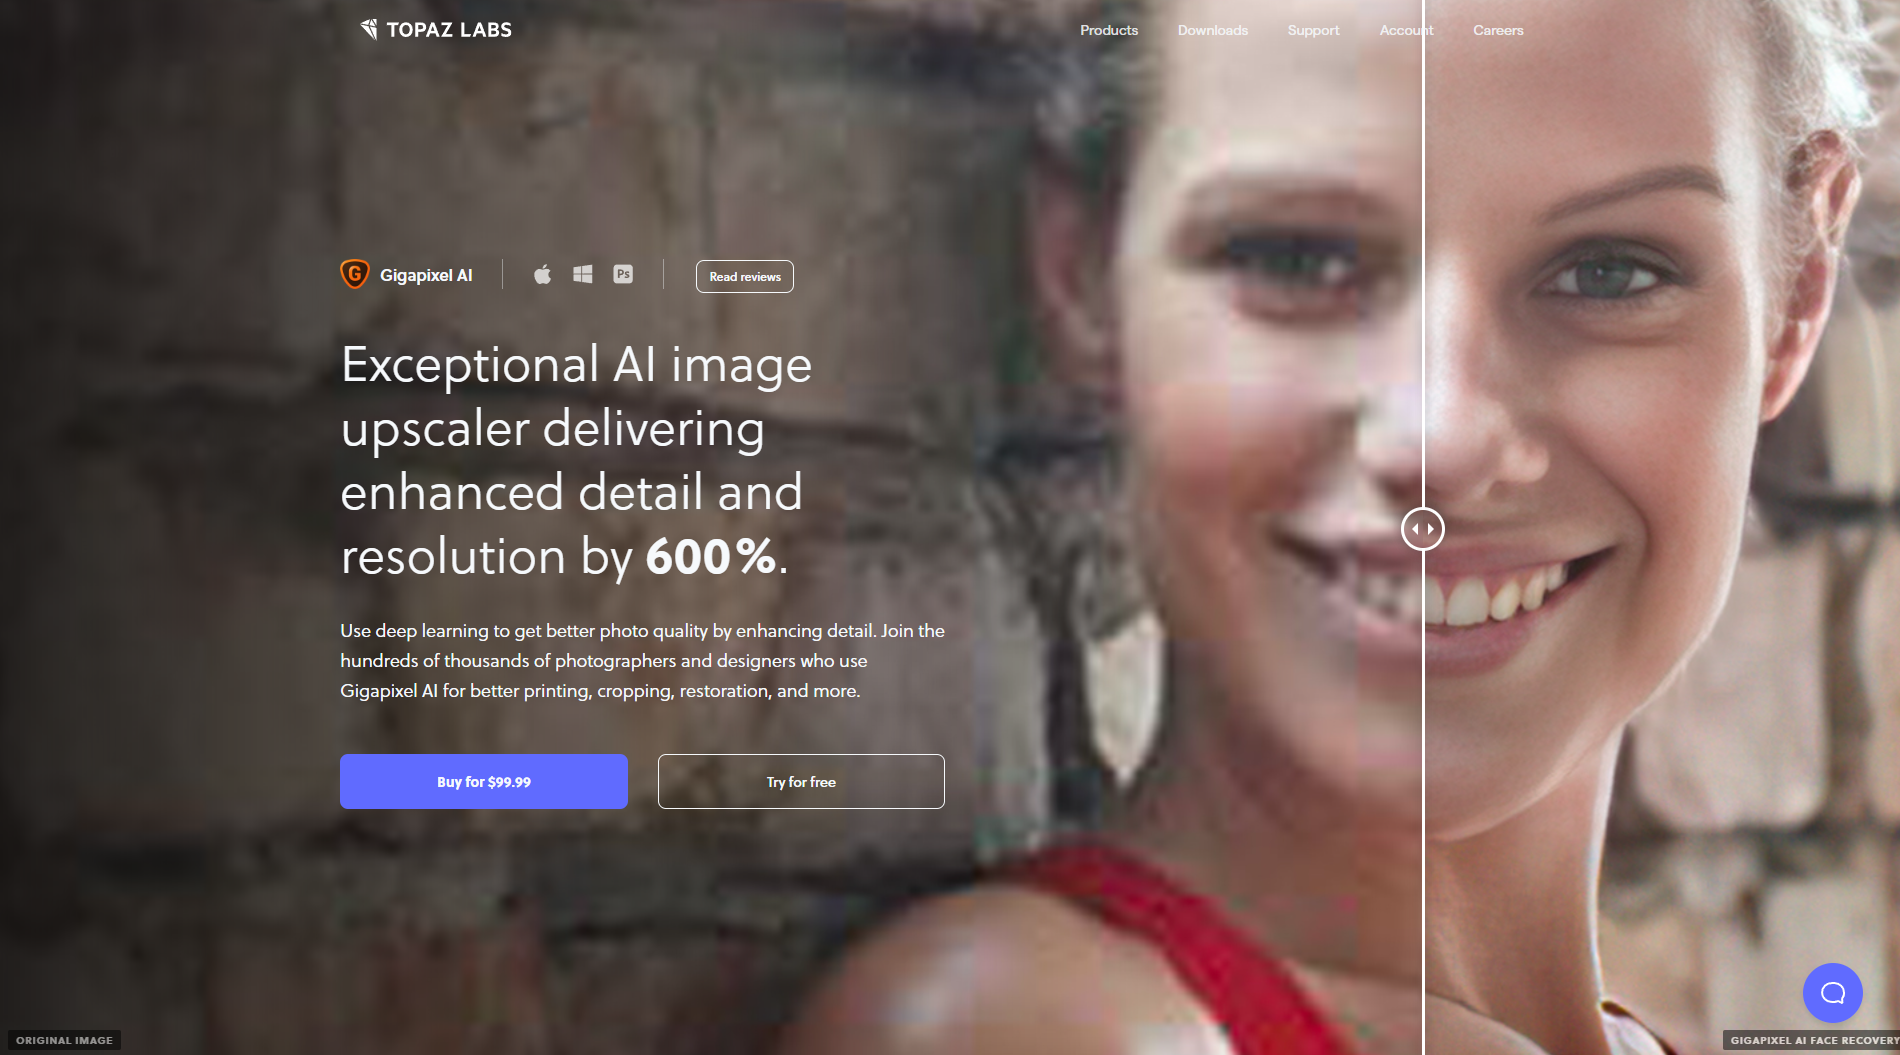 TOPAZ LABS
Products
Downloads
Support
Account
Careers
G
Gigapixel AI
Ps
Read reviews
Exceptional AI image
upscaler delivering
enhanced detail and
resolution by 600%.
Use deep learning to get better photo quality by enhancing detail. Join the
hundreds of thousands of photographers and designers who use
Gigapixel AI for better printing, cropping, restoration, and more.
Buy for $99.99
Try for free
ORIGINAL IMAGE
GIGAPIXEL AI FACE RECOVERY